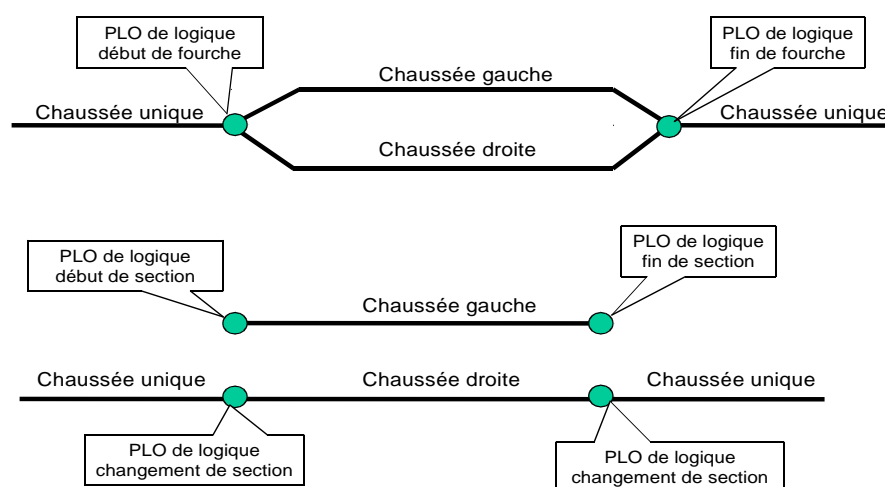 PLO de logique
début de fourche
PLO de logique
fin de fourche
Chaussée gauche
Chaussée unique
Chaussée unique
Chaussée droite
PLO de logique
début de section
PLO de logique
fin de section
Chaussée gauche
Chaussée unique
Chaussée droite
Chaussée unique
PLO de logique
changement de section
PLO de logique
changement de section